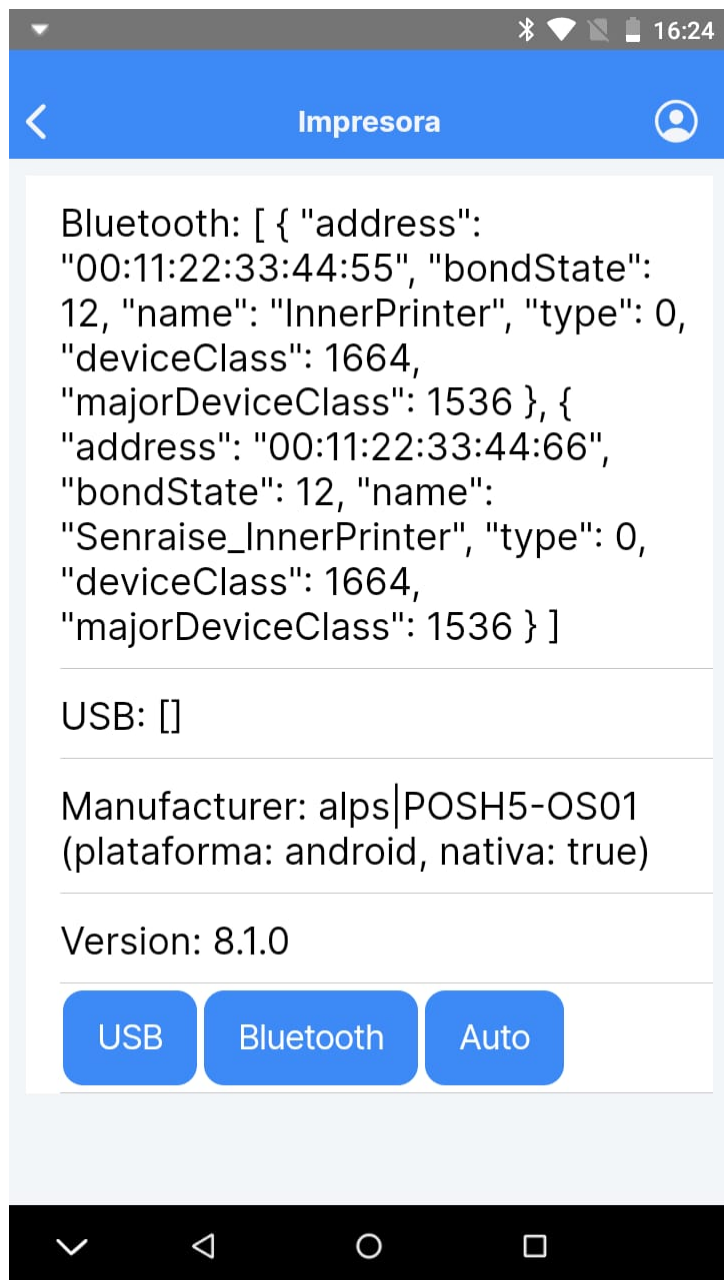 16:24
Impresora
Bluetooth: [ { "address":
"00:11:22:33:44:55", "bondState":
12, "name": "InnerPrinter", "type": 0,
"deviceClass": 1664,
"majorDeviceClass": 1536 }, {
"address": "00:11:22:33:44:66",
"bondState": 12, "name":
"Senraise_InnerPrinter", "type": 0,
"deviceClass": 1664,
"majorDeviceClass": 1536 } ]
USB: []
Manufacturer: alps|POSH5-OS01
(plataforma: android, nativa: true)
Version: 8.1.0
USB Bluetooth Auto